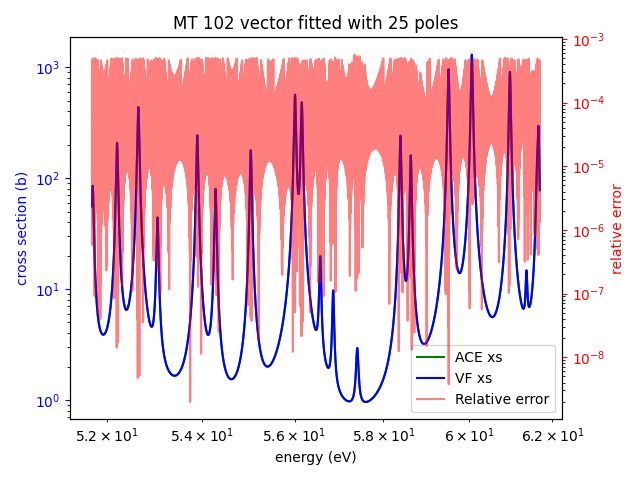 MT 102 vector fitted with 25 poles
cross section (b)
10³
10²
10¹
10⁰
10⁻³
10⁻⁴
10⁻⁵
10⁻⁶
10⁻⁷
10⁻⁸
relative error
ACE xs
VF xs
Relative error
5.2 × 10¹ 5.4 × 10¹ 5.6 × 10¹ 5.8 × 10¹ 6 × 10¹ 6.2 × 10¹
energy (eV)